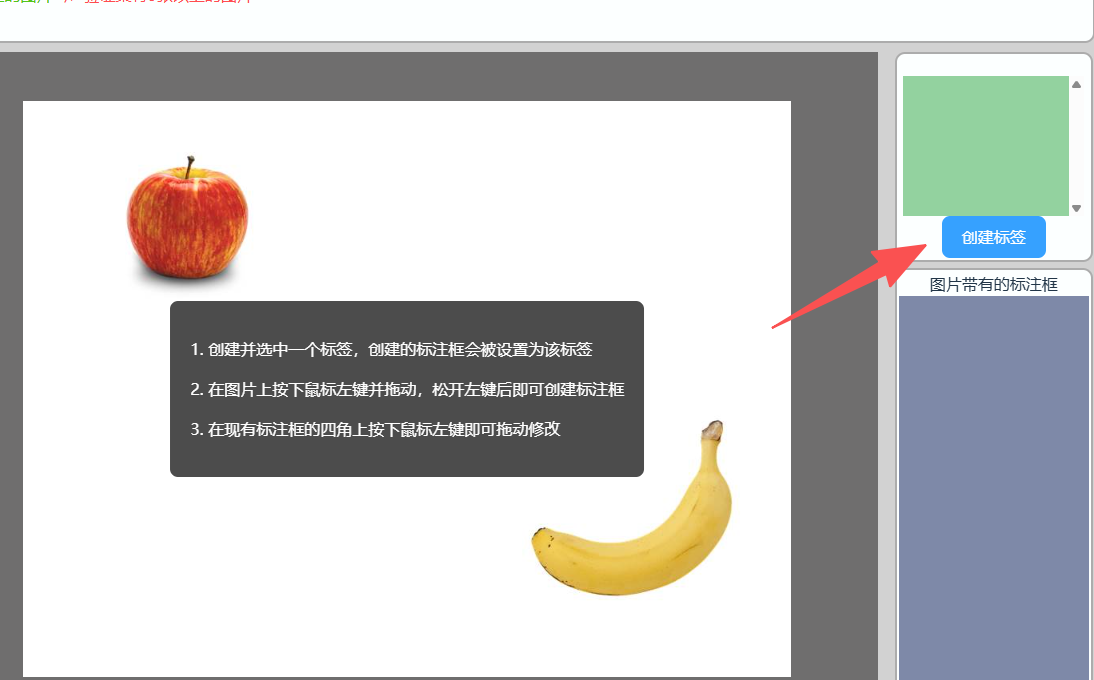 创建标签
图片带有的标注框
1. 创建并选中一个标签，创建的标注框会被设置为该标签
2. 在图片上按下鼠标左键并拖动，松开左键后即可创建标注框
3. 在现有标注框的四角上按下鼠标左键即可拖动修改